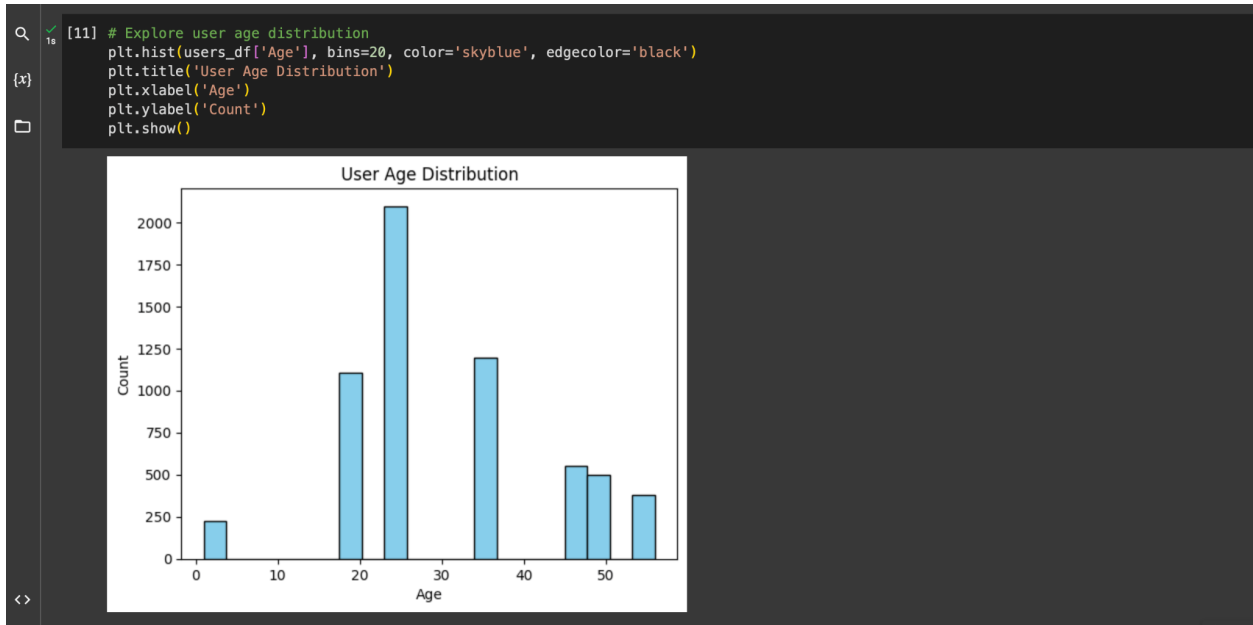 [11] # Explore user age distribution
1s
plt.hist(users_df['Age'], bins=20, color='skyblue', edgecolor='black')
{x}
plt.title('User Age Distribution')
plt.xlabel('Age')
plt.ylabel('Count')
plt.show()
User Age Distribution
2000
1750
1500
1250
1000
750
500
250
0
Count
0 10 20 30 40 50
Age
<>